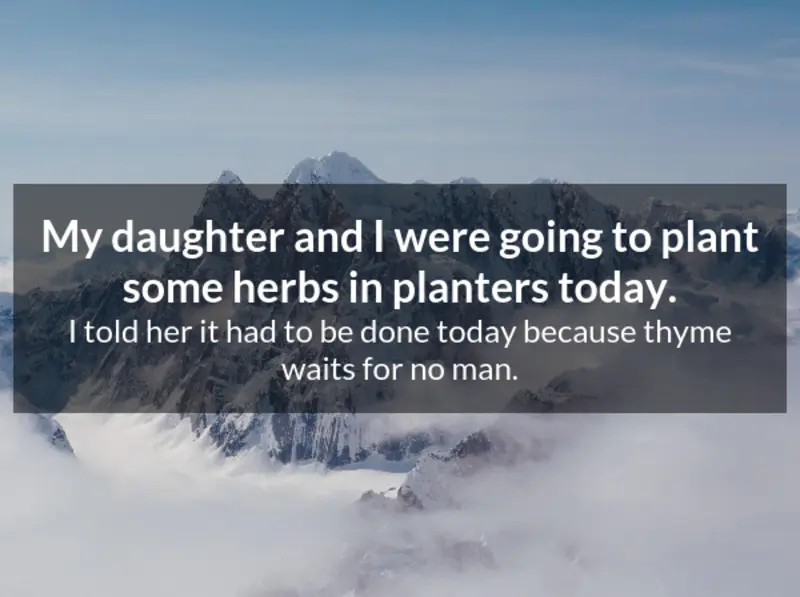 My daughter and I were going to plant
some herbs in planters today.
I told her it had to be done today because thyme
waits for no man.